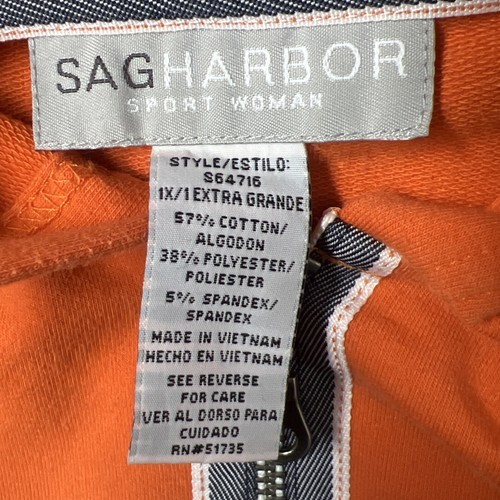 SAGHARBOR
SPORT WOMAN
STYLE/ESTILO:
S64716
1X/1 EXTRA GRANDE
57% COTTON/
ALGODON
38% POLYESTER/
POLIESTER
5% SPANDEX/
SPANDEX
MADE IN VIETNAM
HECHO EN VIETNAM
SEE REVERSE
FOR CARE
VER AL DORSO PARA
CUIDADO
RN#51735